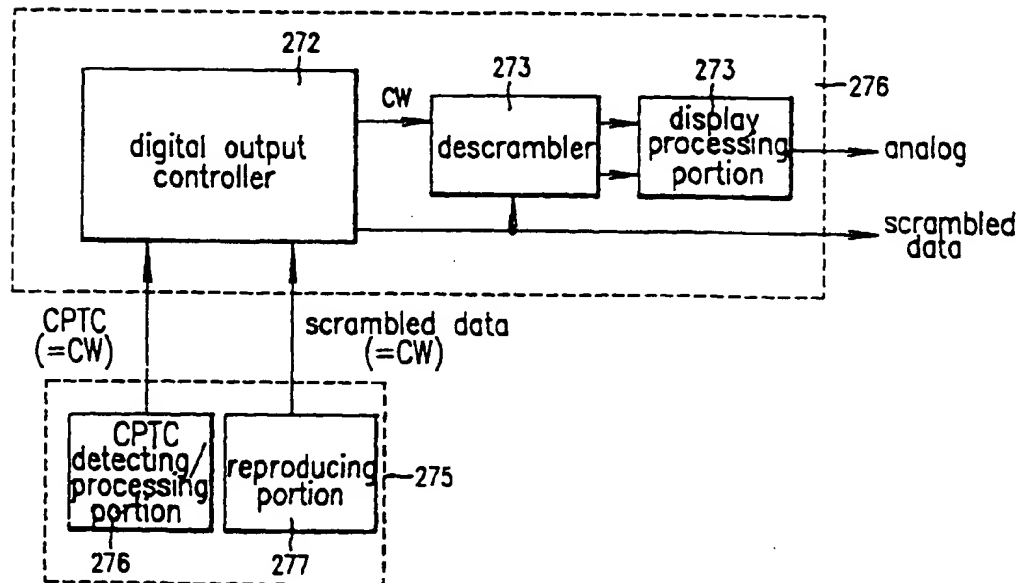 272
273
273
276
CW
digital output
controller
descrambler
display
processing
portion
analog
scrambled
data
CPTC
(=CW)
scrambled data
(=CW)
CPTC
detecting/
processing
portion
reproducing
portion
275
276
277